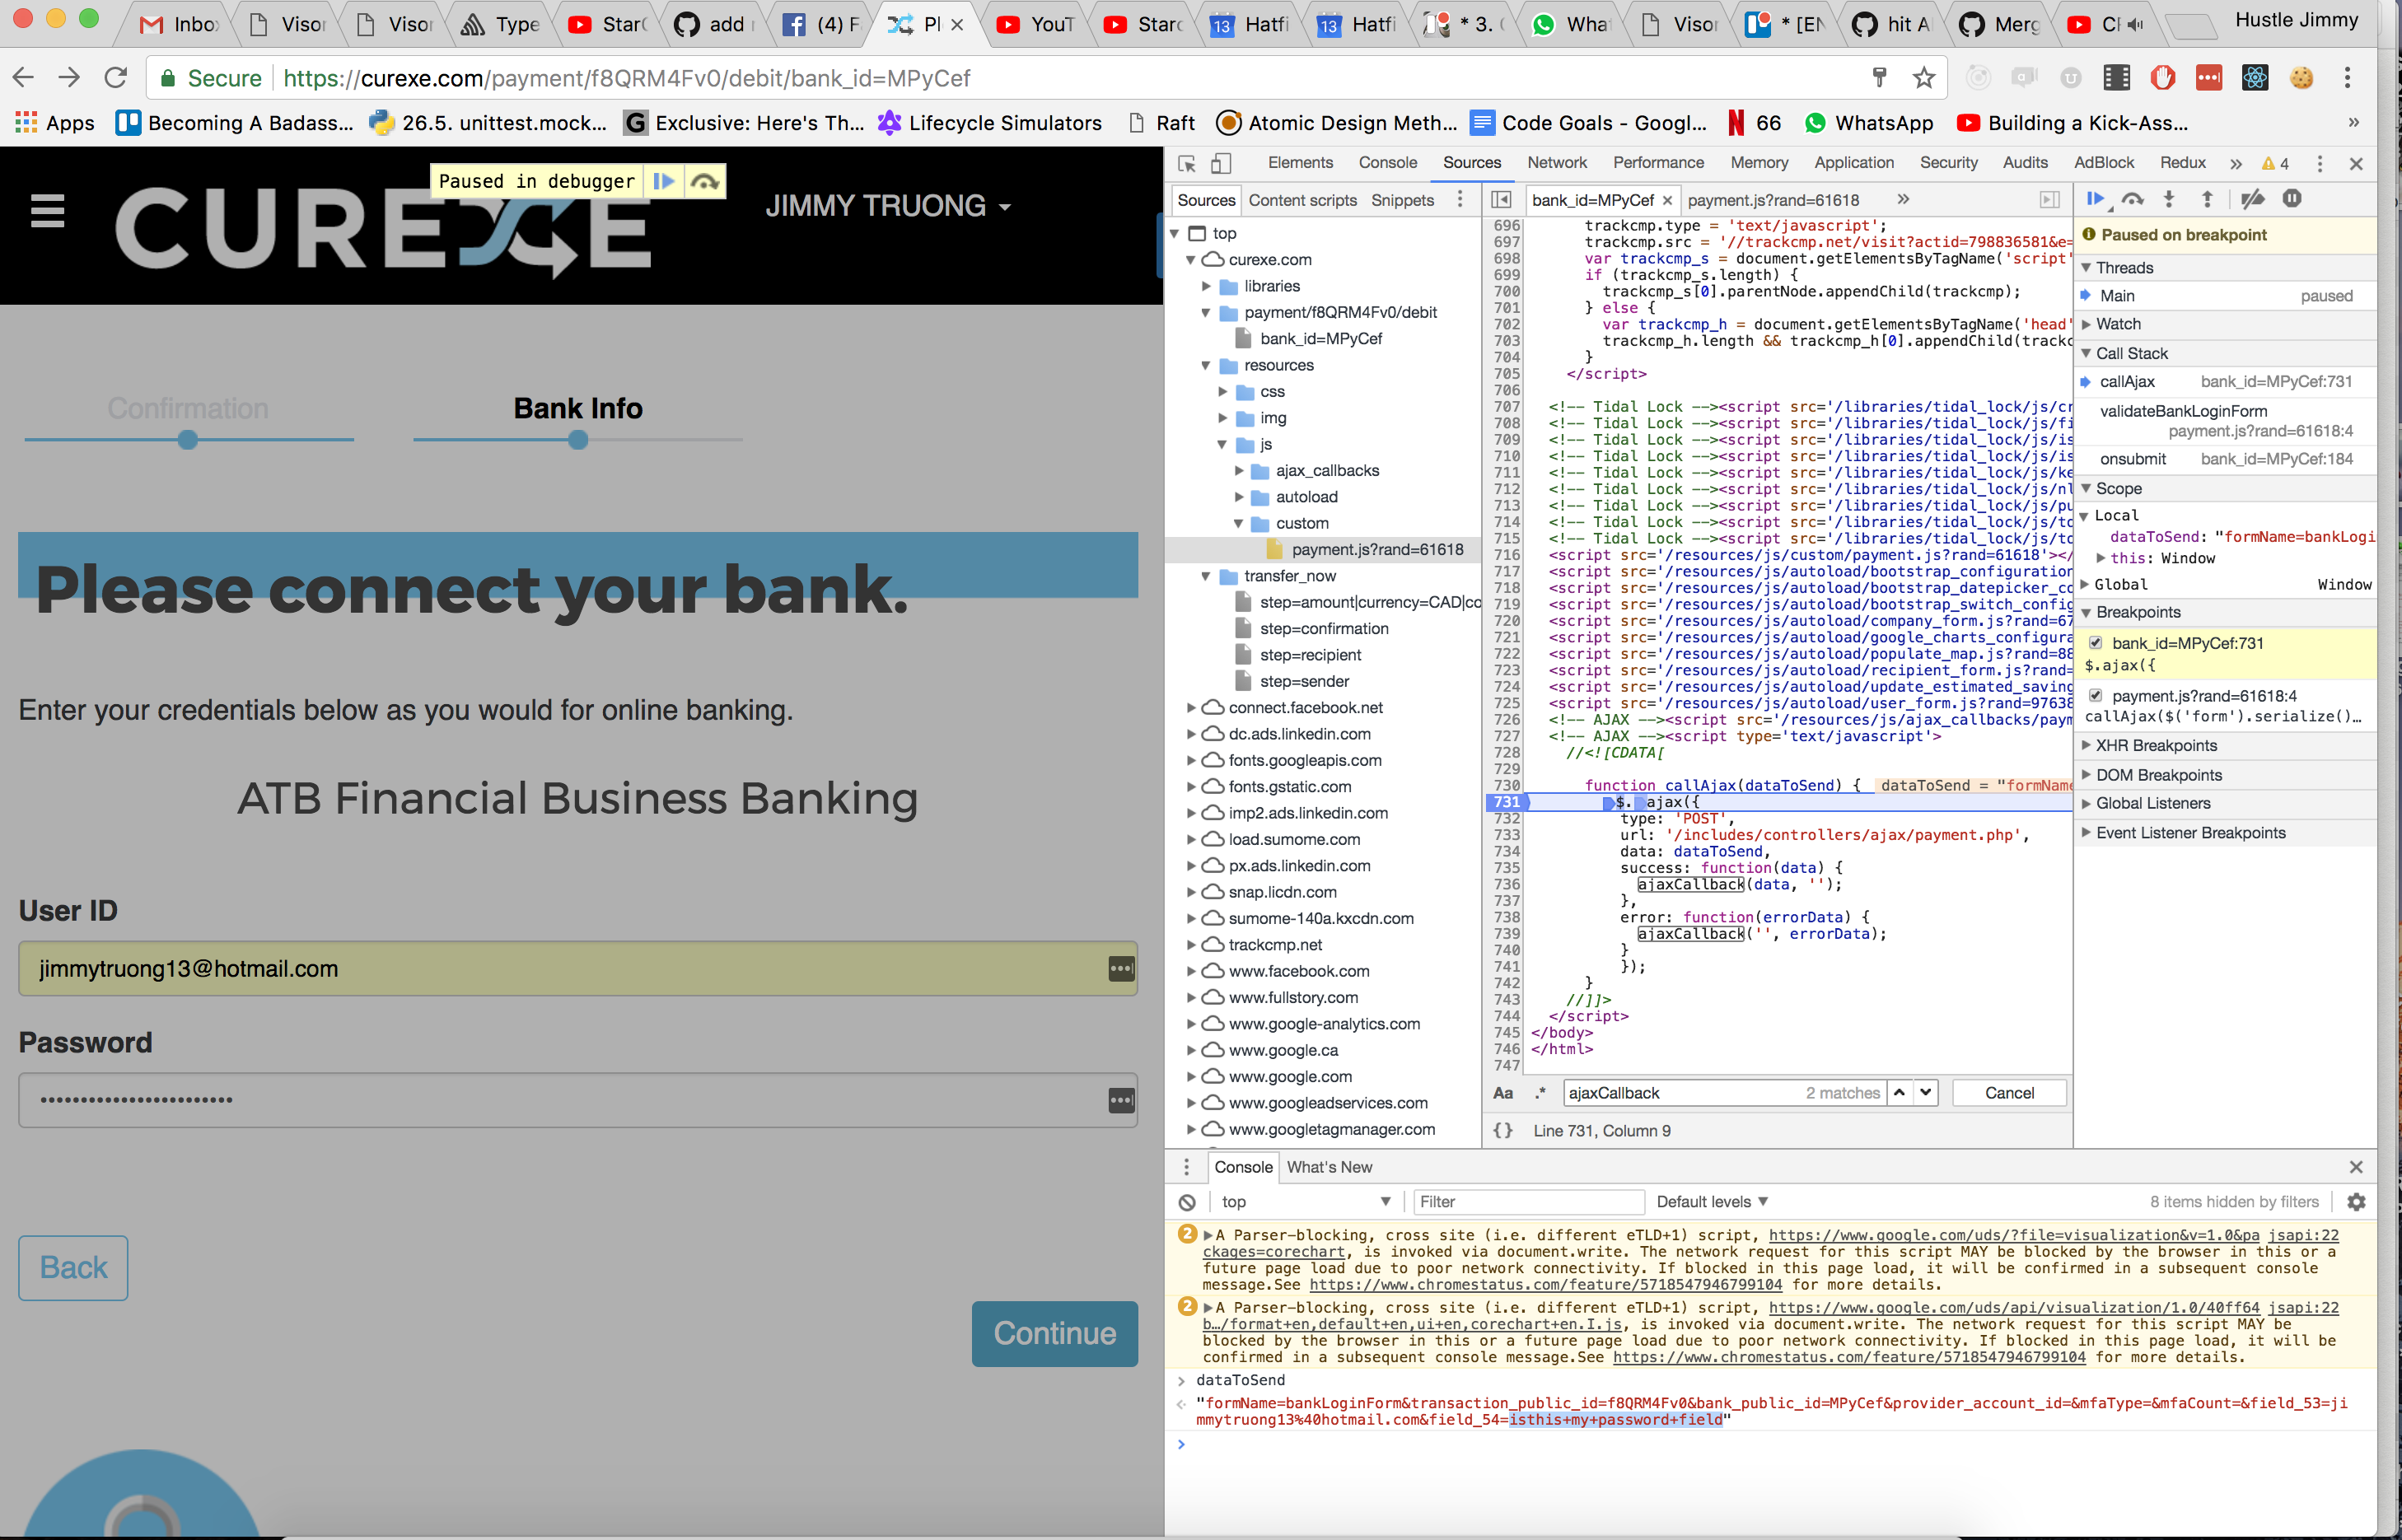 Inbo
Visor
Visor
Type
StarC
add
(4) F
Pl
YouT
Starc
Hatfi
Hatfi
* 3. (
What
Visor
* [EN
hit A
Merg
Cl
Hustle Jimmy
Secure https://curexe.com/payment/f8QRM4Fv0/debit/bank_id=MPyCef
Apps Becoming A Badass... 26.5. unittest.mock... Exclusive: Here's Th... Lifecycle Simulators Raft Atomic Design Meth... Code Goals - Googl... 66 WhatsApp Building a Kick-Ass... »
Paused in debugger
CUREXE
JIMMY TRUONG
Confirmation
Bank Info
Please connect your bank.
Enter your credentials below as you would for online banking.
ATB Financial Business Banking
User ID
jimmytruong13@hotmail.com
Password
••••••••••••••••••••••••
Back
Continue
Elements Console Sources Network Performance Memory Application Security Audits AdBlock Redux » 4
Sources Content scripts Snippets
top
curexe.com
libraries
payment/f8QRM4Fv0/debit
bank_id=MPyCef
resources
css
img
js
ajax_callbacks
autoload
custom
payment.js?rand=61618
transfer_now
step=amount|currency=CAD|co
step=confirmation
step=recipient
step=sender
connect.facebook.net
dc.ads.linkedin.com
fonts.googleapis.com
fonts.gstatic.com
imp2.ads.linkedin.com
load.sumome.com
px.ads.linkedin.com
snap.licdn.com
sumome-140a.kxcdn.com
trackcmp.net
www.facebook.com
www.fullstory.com
www.google-analytics.com
www.google.ca
www.google.com
www.googleadservices.com
www.googletagmanager.com
bank_id=MPyCef × payment.js?rand=61618 »
696 trackcmp.type = 'text/javascript';
697 trackcmp.src = '//trackcmp.net/visit?actid=798836581&e=
698 var trackcmp_s = document.getElementsByTagName('script'
699 if (trackcmp_s.length) {
700 trackcmp_s[0].parentNode.appendChild(trackcmp);
701 } else {
702 var trackcmp_h = document.getElementsByTagName('head'
703 trackcmp_h.length && trackcmp_h[0].appendChild(trackc
704 }
705 </script>
706
707 <!-- Tidal Lock --><script src='/libraries/tidal_lock/js/cr
708 <!-- Tidal Lock --><script src='/libraries/tidal_lock/js/fi
709 <!-- Tidal Lock --><script src='/libraries/tidal_lock/js/is
710 <!-- Tidal Lock --><script src='/libraries/tidal_lock/js/is
711 <!-- Tidal Lock --><script src='/libraries/tidal_lock/js/ke
712 <!-- Tidal Lock --><script src='/libraries/tidal_lock/js/nl
713 <!-- Tidal Lock --><script src='/libraries/tidal_lock/js/pu
714 <!-- Tidal Lock --><script src='/libraries/tidal_lock/js/to
715 <!-- Tidal Lock --><script src='/libraries/tidal_lock/js/to
716 <script src='/resources/js/custom/payment.js?rand=61618'></
717 <script src='/resources/js/autoload/bootstrap_configuration
718 <script src='/resources/js/autoload/bootstrap_datepicker_co
719 <script src='/resources/js/autoload/bootstrap_switch_config
720 <script src='/resources/js/autoload/company_form.js?rand=67
721 <script src='/resources/js/autoload/google_charts_configura
722 <script src='/resources/js/autoload/populate_map.js?rand=88
723 <script src='/resources/js/autoload/recipient_form.js?rand=
724 <script src='/resources/js/autoload/update_estimated_saving
725 <script src='/resources/js/autoload/user_form.js?rand=97638
726 <!-- AJAX --><script src='/resources/js/ajax_callbacks/paym
727 <!-- AJAX --><script type='text/javascript'>
728 //<![CDATA[
729
730 function callAjax(dataToSend) { dataToSend = "formName
731 $.ajax({
732 type: 'POST',
733 url: '/includes/controllers/ajax/payment.php',
734 data: dataToSend,
735 success: function(data) {
736 ajaxCallback(data, '');
737 },
738 error: function(errorData) {
739 ajaxCallback('', errorData);
740 }
741 });
742 }
743 //]]>
744 </script>
745 </body>
746 </html>
747
Aa .* ajaxCallback 2 matches Cancel
{} Line 731, Column 9
Paused on breakpoint
Threads
Main paused
Watch
Call Stack
callAjax bank_id=MPyCef:731
validateBankLoginForm
payment.js?rand=61618:4
onsubmit bank_id=MPyCef:184
Scope
Local
dataToSend: "formName=bankLogi
this: Window
Global Window
Breakpoints
bank_id=MPyCef:731
$.ajax({
payment.js?rand=61618:4
callAjax($('form').serialize()…
XHR Breakpoints
DOM Breakpoints
Global Listeners
Event Listener Breakpoints
Console What's New
top Filter Default levels 8 items hidden by filters
2 A Parser-blocking, cross site (i.e. different eTLD+1) script, https://www.google.com/uds/?file=visualization&v=1.0&pa jsapi:22
ckages=corechart, is invoked via document.write. The network request for this script MAY be blocked by the browser in this or a
future page load due to poor network connectivity. If blocked in this page load, it will be confirmed in a subsequent console
message.See https://www.chromestatus.com/feature/5718547946799104 for more details.
2 A Parser-blocking, cross site (i.e. different eTLD+1) script, https://www.google.com/uds/api/visualization/1.0/40ff64 jsapi:22
b…/format+en,default+en,ui+en,corechart+en.I.js, is invoked via document.write. The network request for this script MAY be
blocked by the browser in this or a future page load due to poor network connectivity. If blocked in this page load, it will be
confirmed in a subsequent console message.See https://www.chromestatus.com/feature/5718547946799104 for more details.
> dataToSend
"formName=bankLoginForm&transaction_public_id=f8QRM4Fv0&bank_public_id=MPyCef&provider_account_id=&mfaType=&mfaCount=&field_53=ji
mmytruong13%40hotmail.com&field_54=isthis+my+password+field"
>